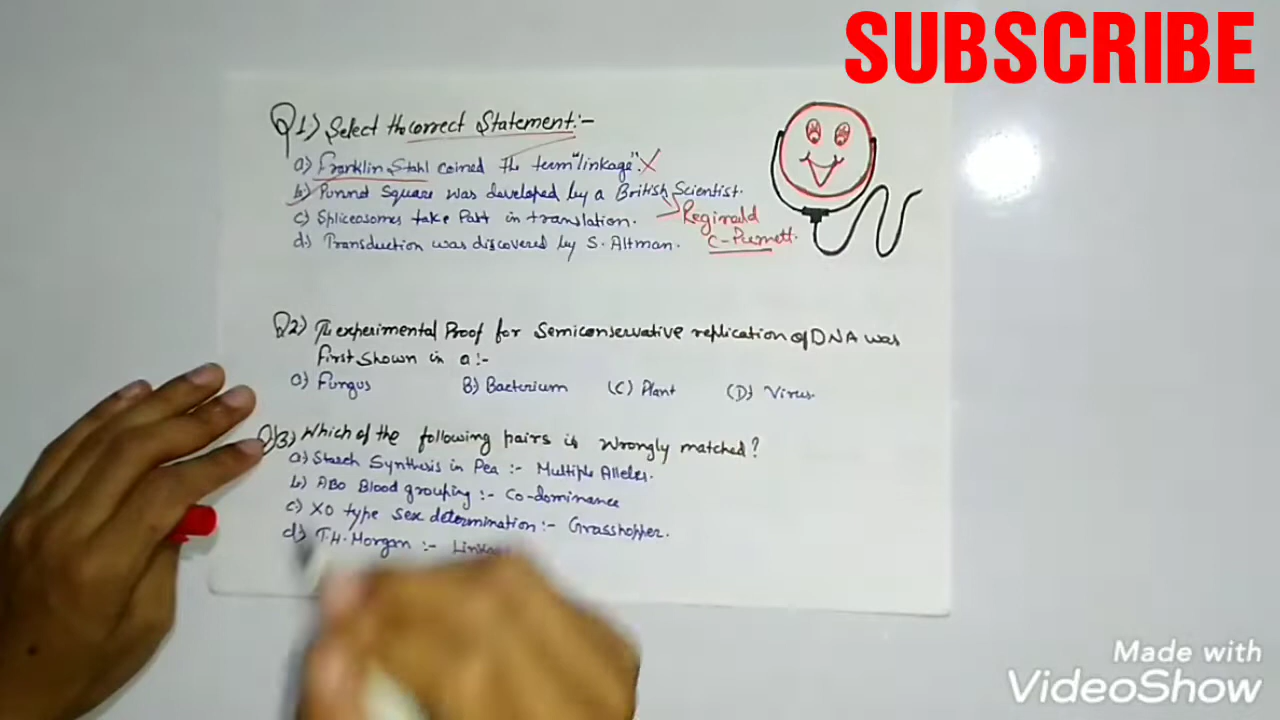 SUBSCRIBE
Q1) Select the correct Statement:-
a) Franklin Stahl coined The term "linkage". X
b) Punnet Square was developed by a British Scientist.
c) Spliceosomes take Part in translation.
Reginald
d) Transduction was discovered by S. Altman.
C-Punnett.
Q2) The experimental Proof for Semiconservative replication of DNA was
first shown in a:-
a) Fungus B) Bacterium (C) Plant (D) Virus.
Q3) Which of the following pairs is wrongly matched?
a) Starch Synthesis in Pea :- Multiple Alleles.
b) ABO Blood grouping :- Co-dominance
c) XO type Sex determination :- Grasshopper.
d) T.H. Morgan :-
Made with
VideoShow